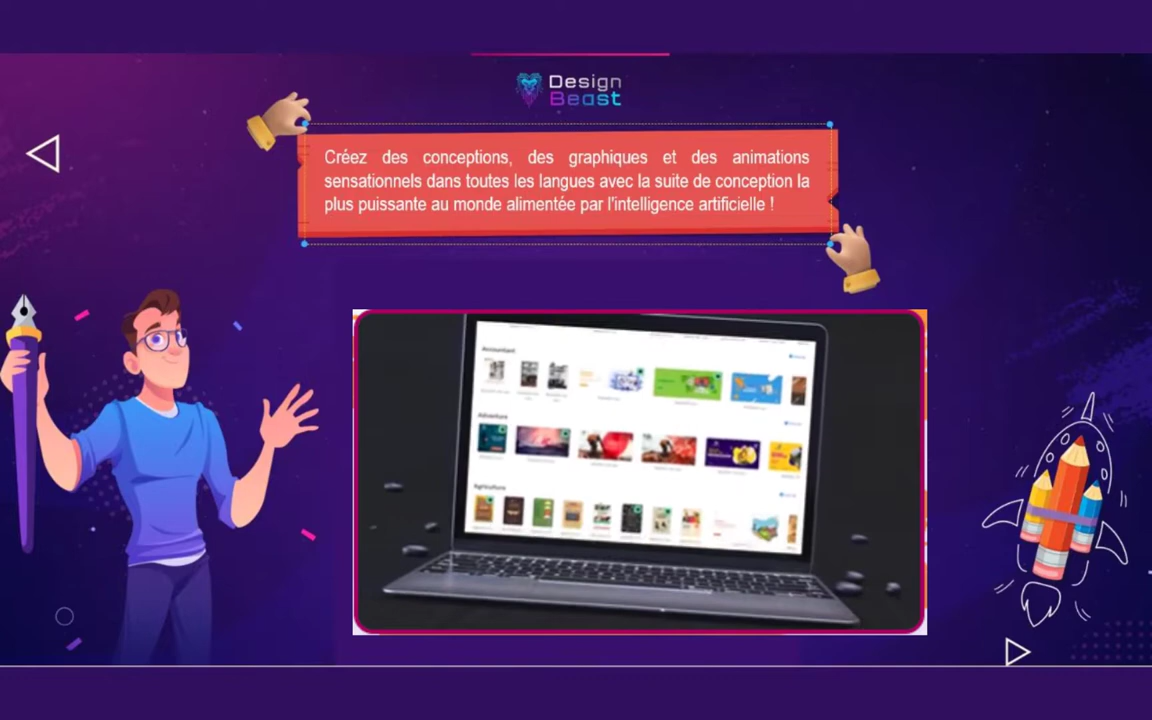 Design
Beast
Créez des conceptions, des graphiques et des animations
sensationnels dans toutes les langues avec la suite de conception la
plus puissante au monde alimentée par l'intelligence artificielle !
Accountant
Adventure
Agriculture